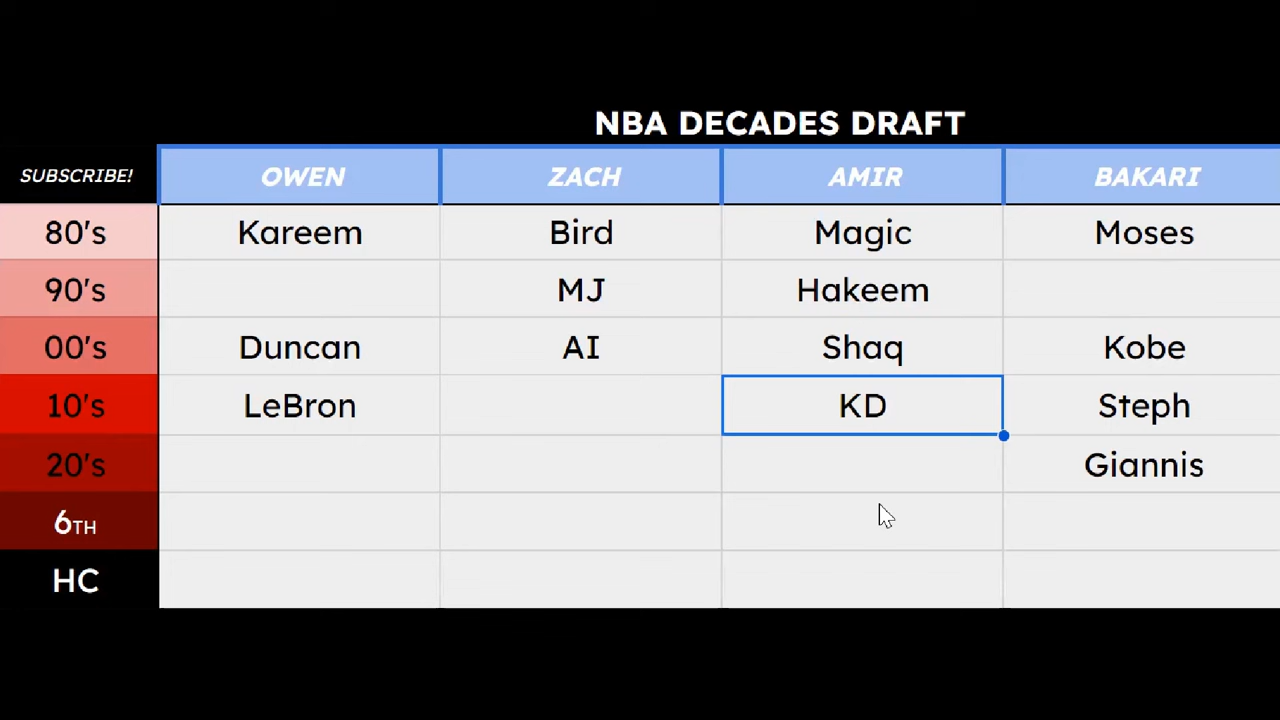 NBA DECADES DRAFT
SUBSCRIBE! OWEN ZACH AMIR BAKARI
80's Kareem Bird Magic Moses
90's MJ Hakeem
00's Duncan AI Shaq Kobe
10's LeBron KD Steph
20's Giannis
6TH
HC